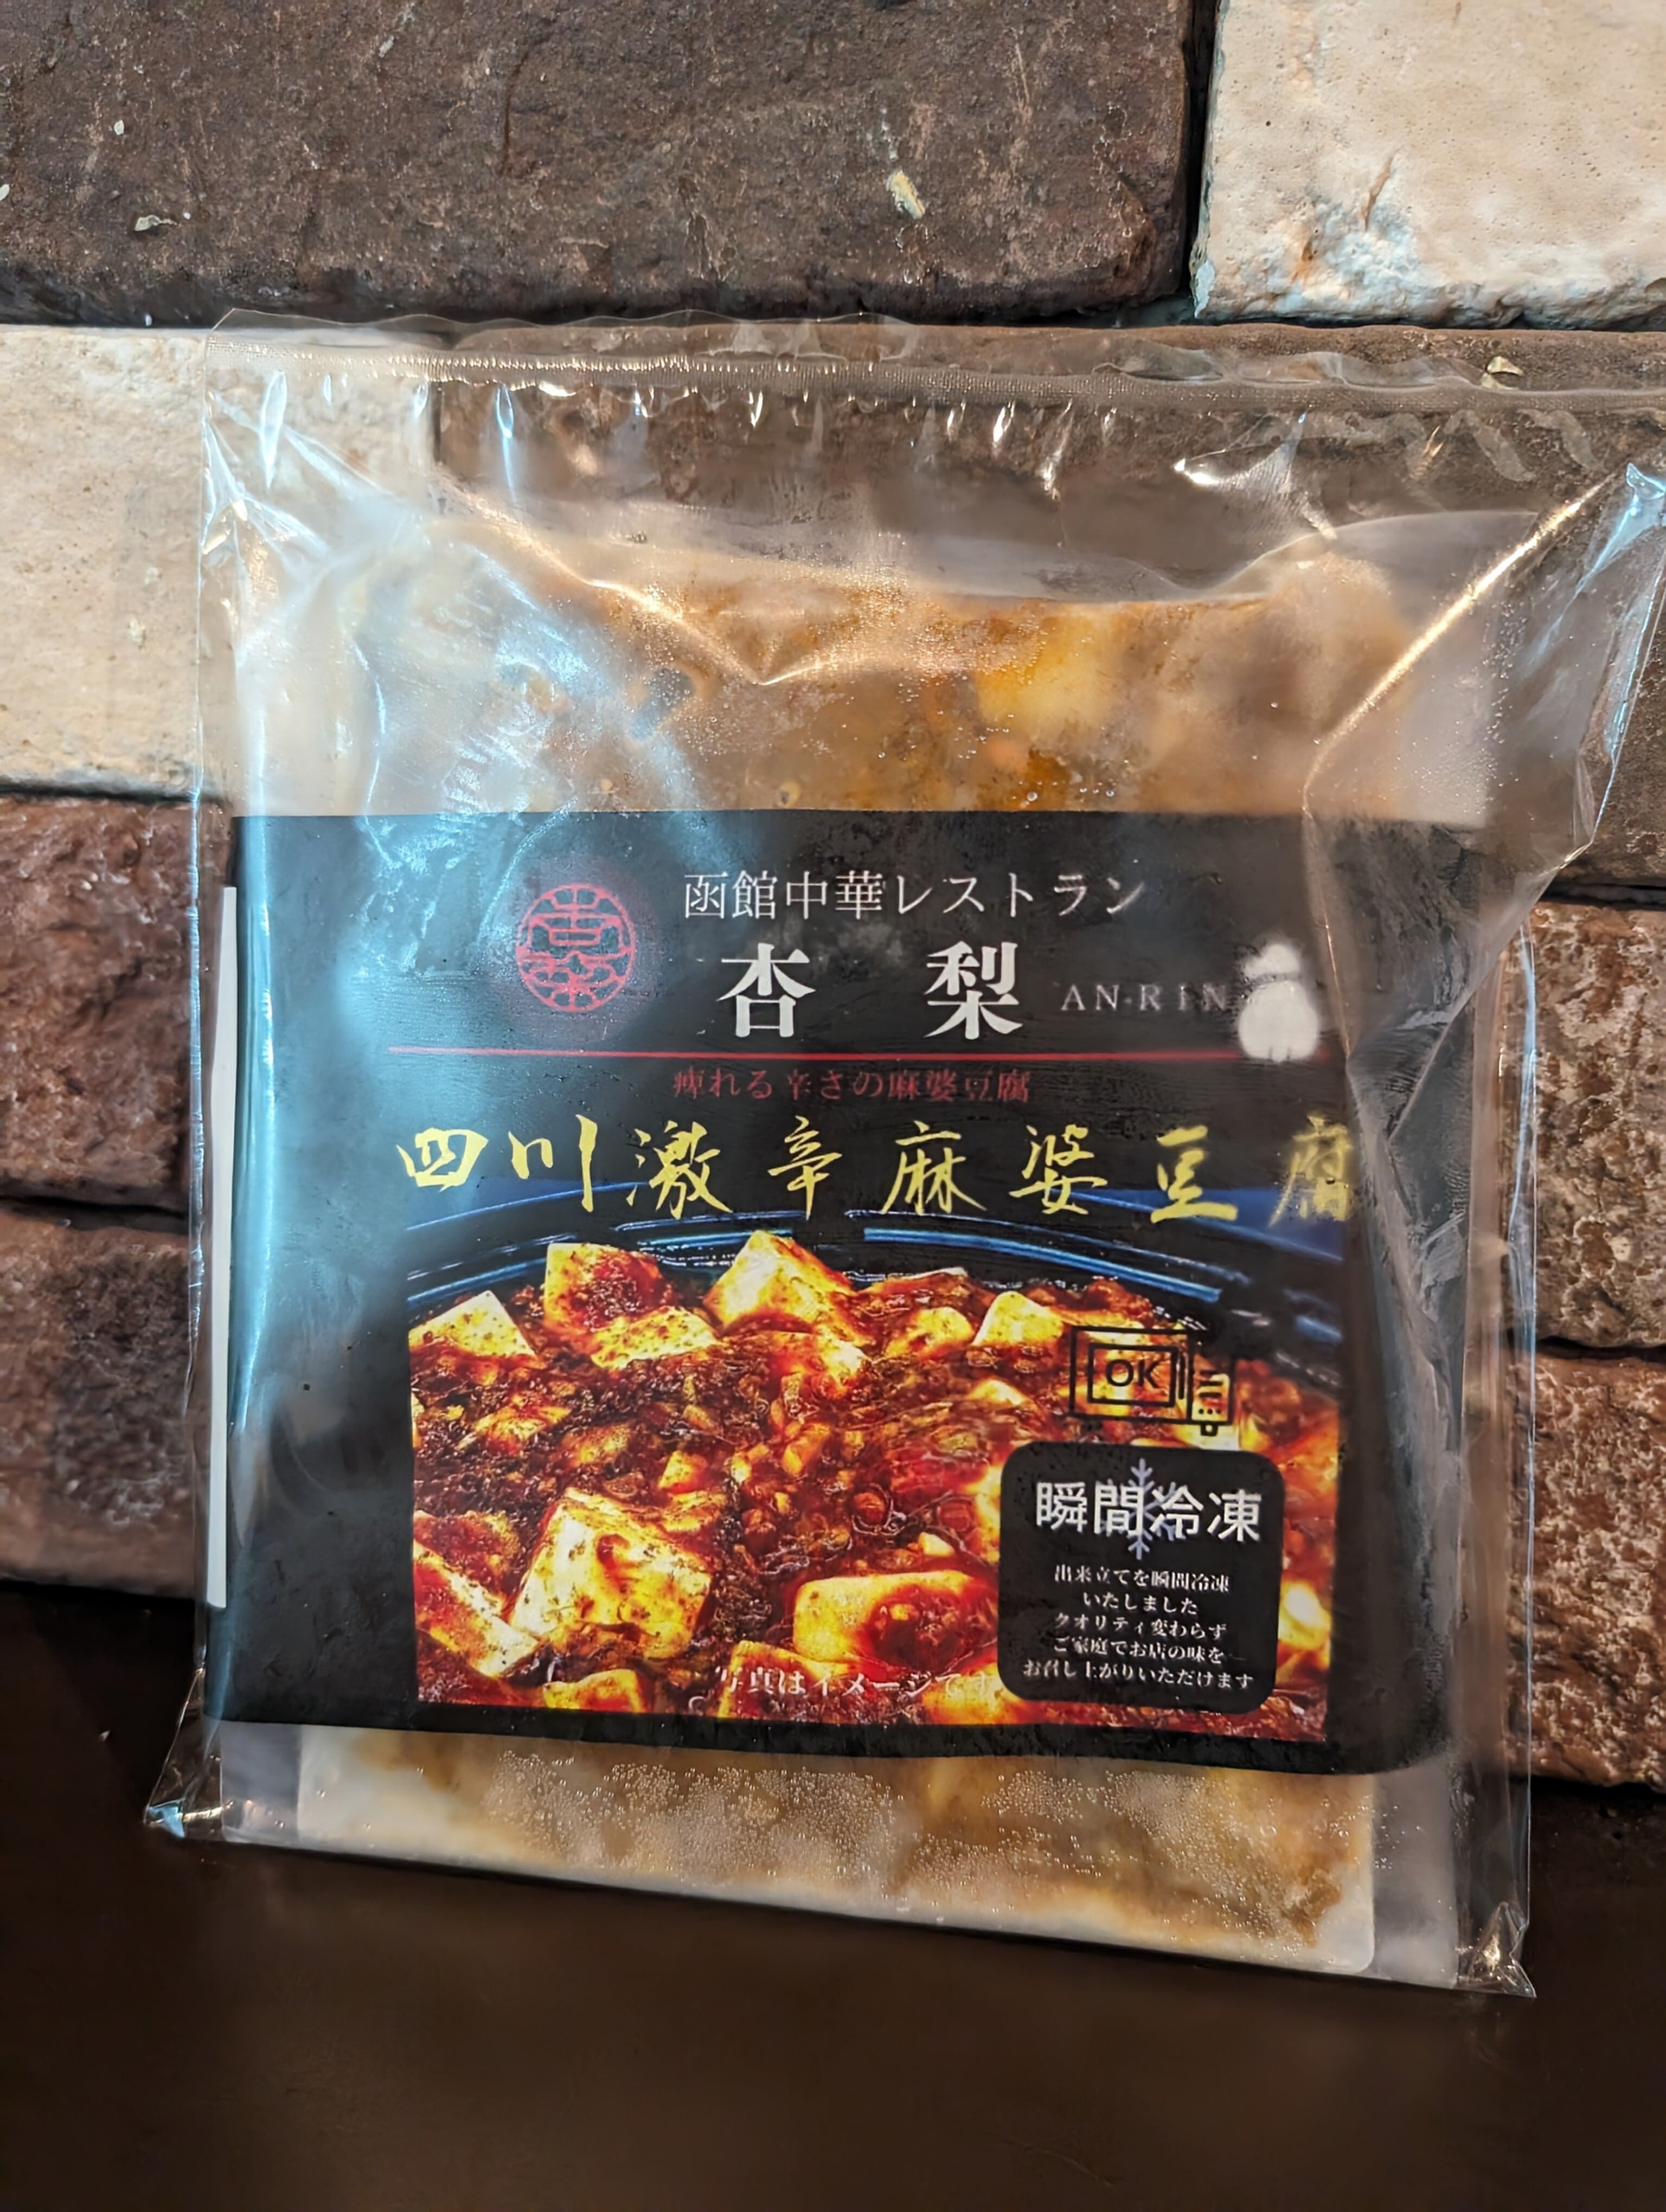 函館中華レストラン
杏梨 AN-RIN
痺れる辛さの麻婆豆腐
四川激辛麻婆豆腐
OK
瞬間冷凍
出来立てを瞬間冷凍
いたしました
クオリティ変わらず
ご家庭でお店の味を
お召し上がりいただけます
写真はイメージです